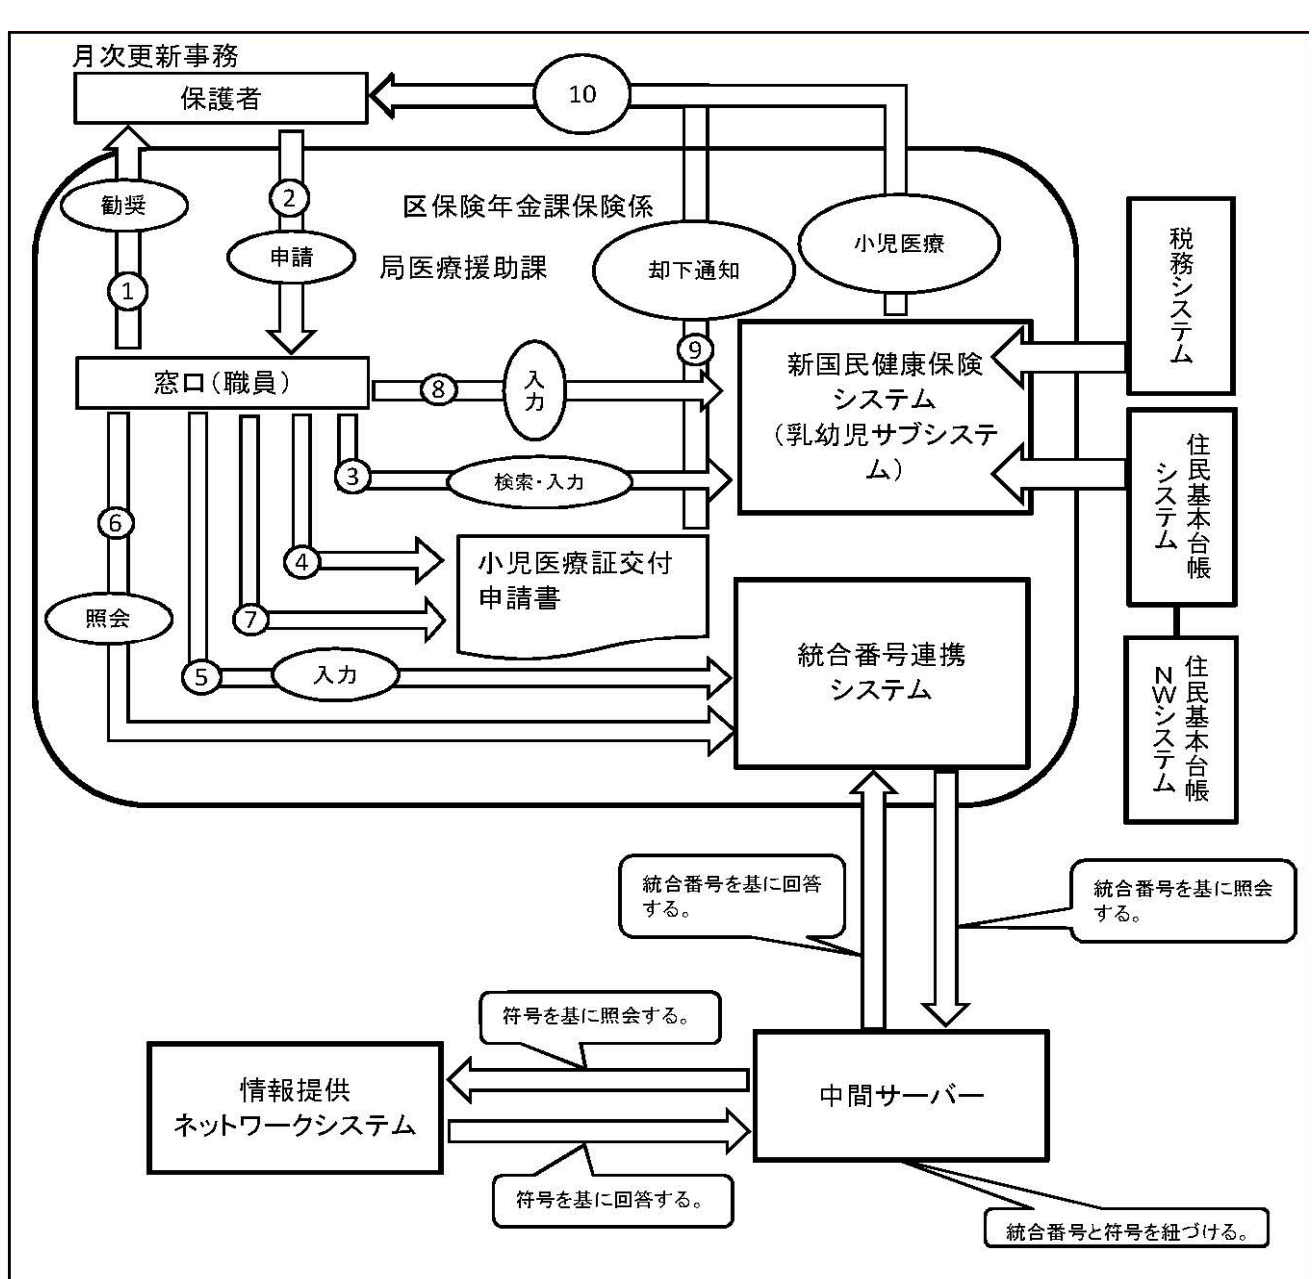 月次更新事務
保護者
10
勧奨
2
申請
1
区保険年金課保険係
局医療援助課
却下通知
小児医療
税務システム
9
窓口(職員)
8
入力
新国民健康保険
システム
(乳幼児サブシステ
ム)
3
検索・入力
住民基本台帳
システム
6
4
小児医療証交付
申請書
照会
7
5
入力
統合番号連携
システム
住民基本台帳
NWシステム
統合番号を基に回答
する。
統合番号を基に照会
する。
符号を基に照会する。
情報提供
ネットワークシステム
中間サーバー
符号を基に回答する。
統合番号と符号を紐づける。